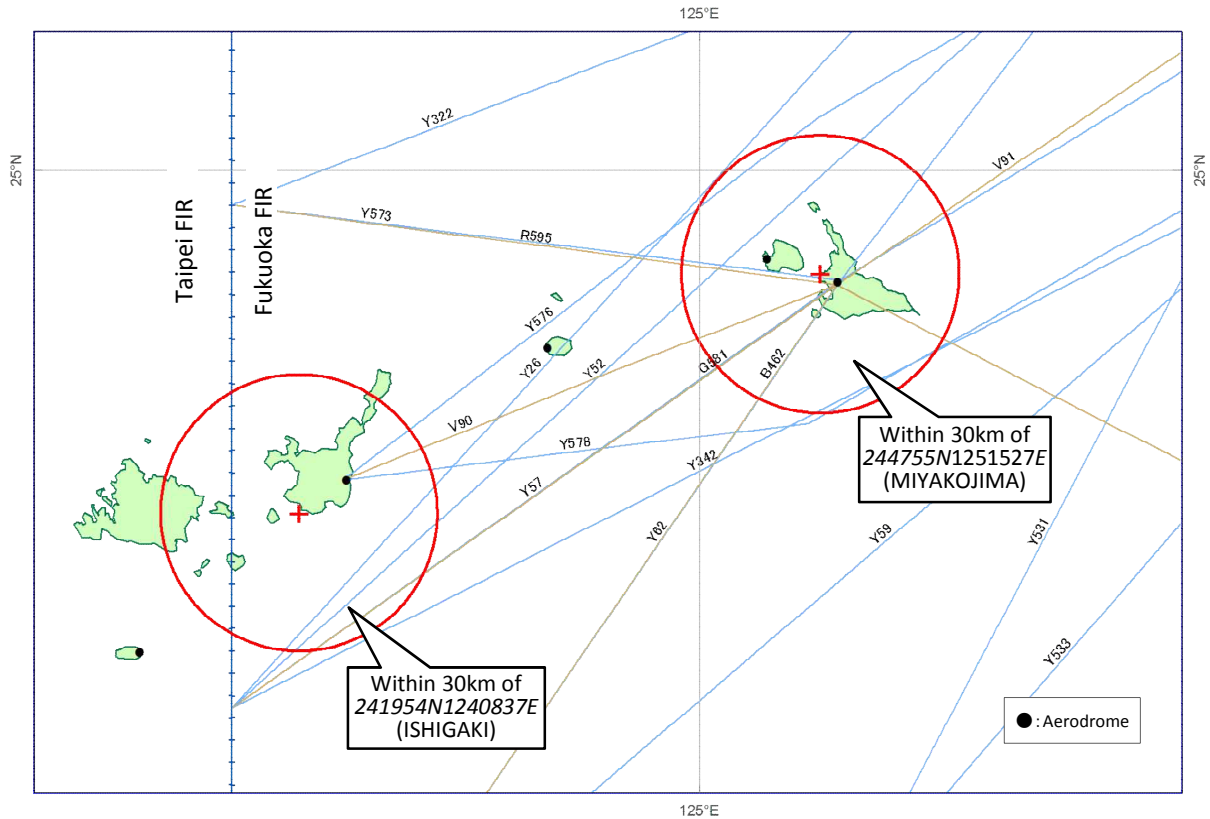 125°E
Y322
25°N
25°N
V91
Taipei FIR
Fukuoka FIR
Y573
R595
Y576
Y26
Y52
G581
B462
V90
Y578
Y342
Y57
Y62
Y59
Y531
Y533
Within 30km of
244755N1251527E
(MIYAKOJIMA)
Within 30km of
241954N1240837E
(ISHIGAKI)
: Aerodrome
125°E